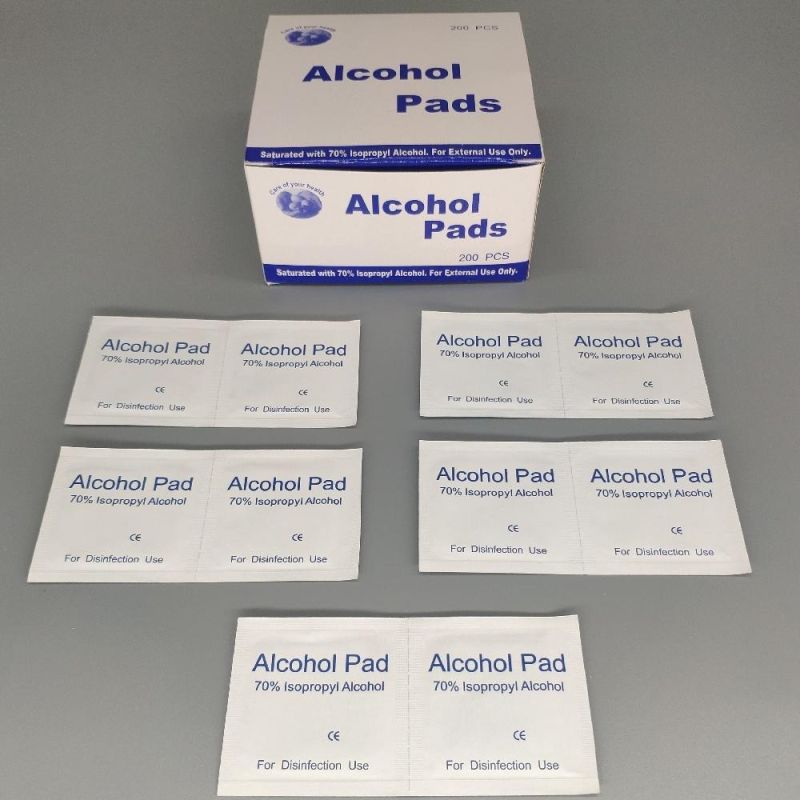 Care of your health
200 PCS
Alcohol
Pads
Saturated with 70% Isopropyl Alcohol. For External Use Only.
Care of your health
Alcohol
Pads
200 PCS
Saturated with 70% Isopropyl Alcohol. For External Use Only.
Alcohol Pad
70% Isopropyl Alcohol
CE
For Disinfection Use
Alcohol Pad
70% Isopropyl Alcohol
CE
For Disinfection Use
Alcohol Pad
70% Isopropyl Alcohol
CE
For Disinfection Use
Alcohol Pad
70% Isopropyl Alcohol
CE
For Disinfection Use
Alcohol Pad
70% Isopropyl Alcohol
CE
For Disinfection Use
Alcohol Pad
70% Isopropyl Alcohol
CE
For Disinfection Use
Alcohol Pad
70% Isopropyl Alcohol
CE
For Disinfection Use
Alcohol Pad
70% Isopropyl Alcohol
CE
For Disinfection Use
Alcohol Pad
70% Isopropyl Alcohol
CE
For Disinfection Use
Alcohol Pad
70% Isopropyl Alcohol
CE
For Disinfection Use